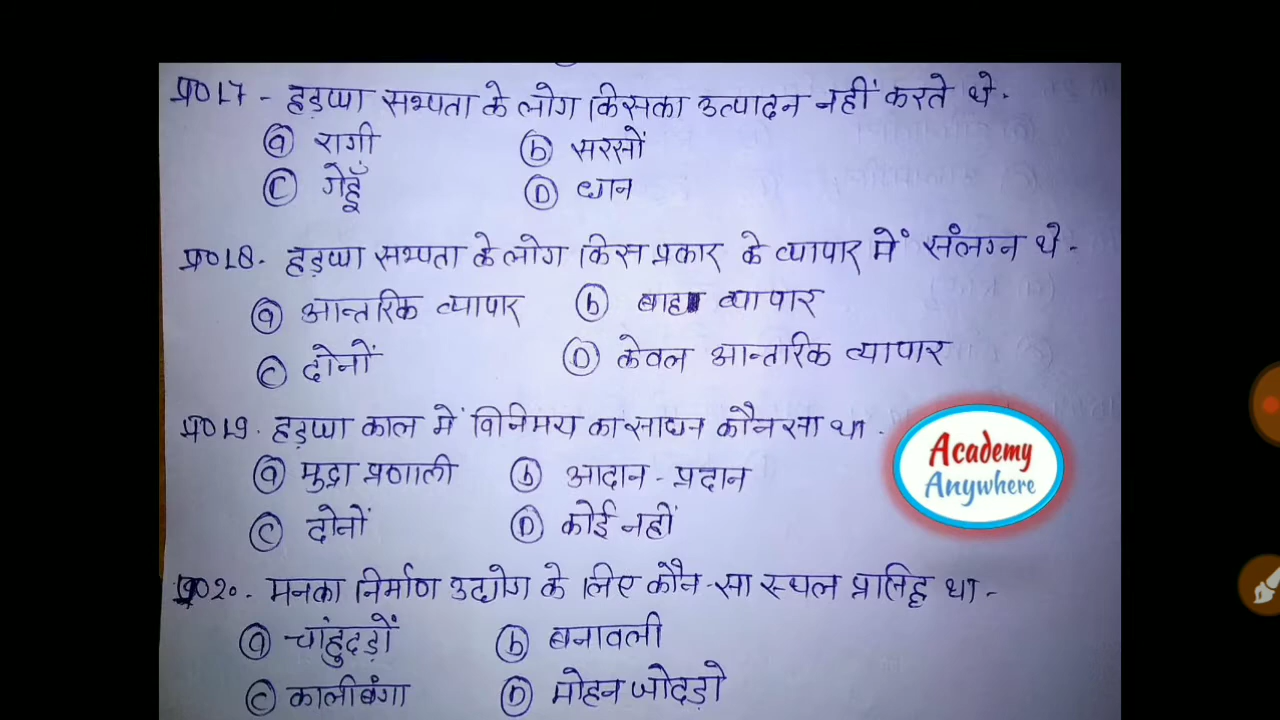 प्र017 - हड़प्पा सभ्यता के लोग किसका उत्पादन नहीं करते थे.
(a) रागी (b) सरसों
(C) गेहूँ (D) धान
प्र018- हड़प्पा सभ्यता के लोग किस प्रकार के व्यापार में संलग्न थे -
(a) आन्तरिक व्यापार (b) बाह्य व्यापार
(C) दोनों (D) केवल आन्तरिक व्यापार
प्र019. हड़प्पा काल में विनिमय का साधन कौन सा था.
(a) मुद्रा प्रणाली (b) आदान - प्रदान
(C) दोनों (D) कोई नहीं
Academy
Anywhere
प्र020. मनका निर्माण उद्योग के लिए कौन-सा स्थल प्रसिद्ध था -
(a) चांहुदड़ों (b) बनावली
(C) कालीबंगा (D) मोहन जोदड़ो